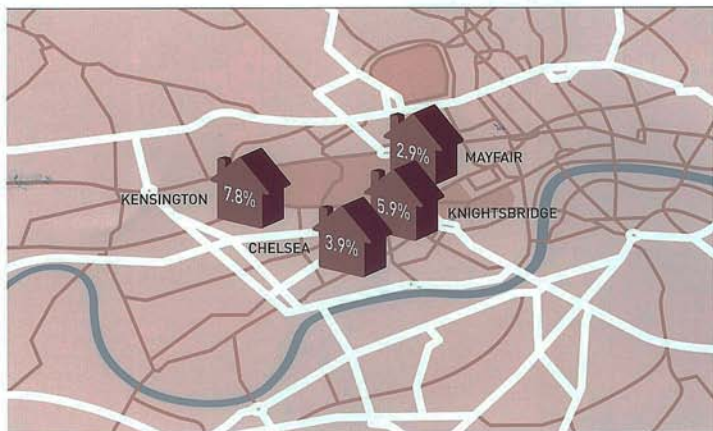 2.9%
MAYFAIR
KENSINGTON
7.8%
5.9%
KNIGHTSBRIDGE
CHELSEA
3.9%